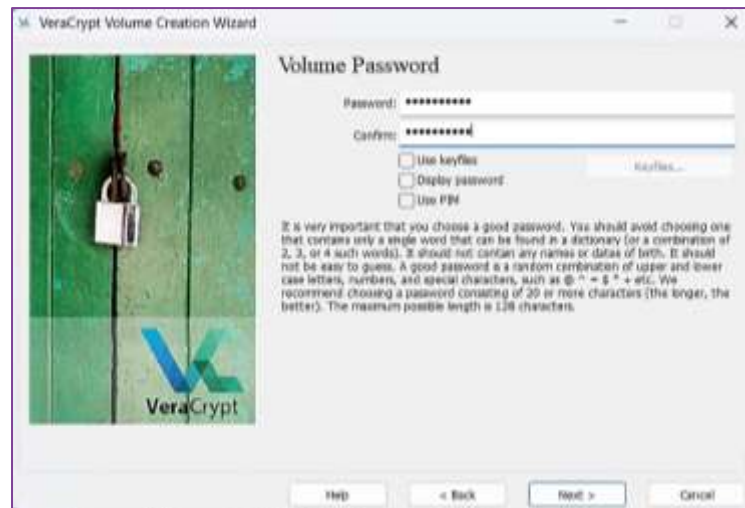 VeraCrypt Volume Creation Wizard
Volume Password
Password: ●●●●●●●●●●
Confirm: ●●●●●●●●●●
Use keyfiles
Keyfiles...
Display password
Use PIM
It is very important that you choose a good password. You should avoid choosing one
that contains only a single word that can be found in a dictionary (or a combination of
2, 3, or 4 such words). It should not contain any names or dates of birth. It should
not be easy to guess. A good password is a random combination of upper and lower
case letters, numbers, and special characters, such as @ ^ = $ * + etc. We
recommend choosing a password consisting of 20 or more characters (the longer, the
better). The maximum possible length is 128 characters.
VeraCrypt
Help
< Back
Next >
Cancel